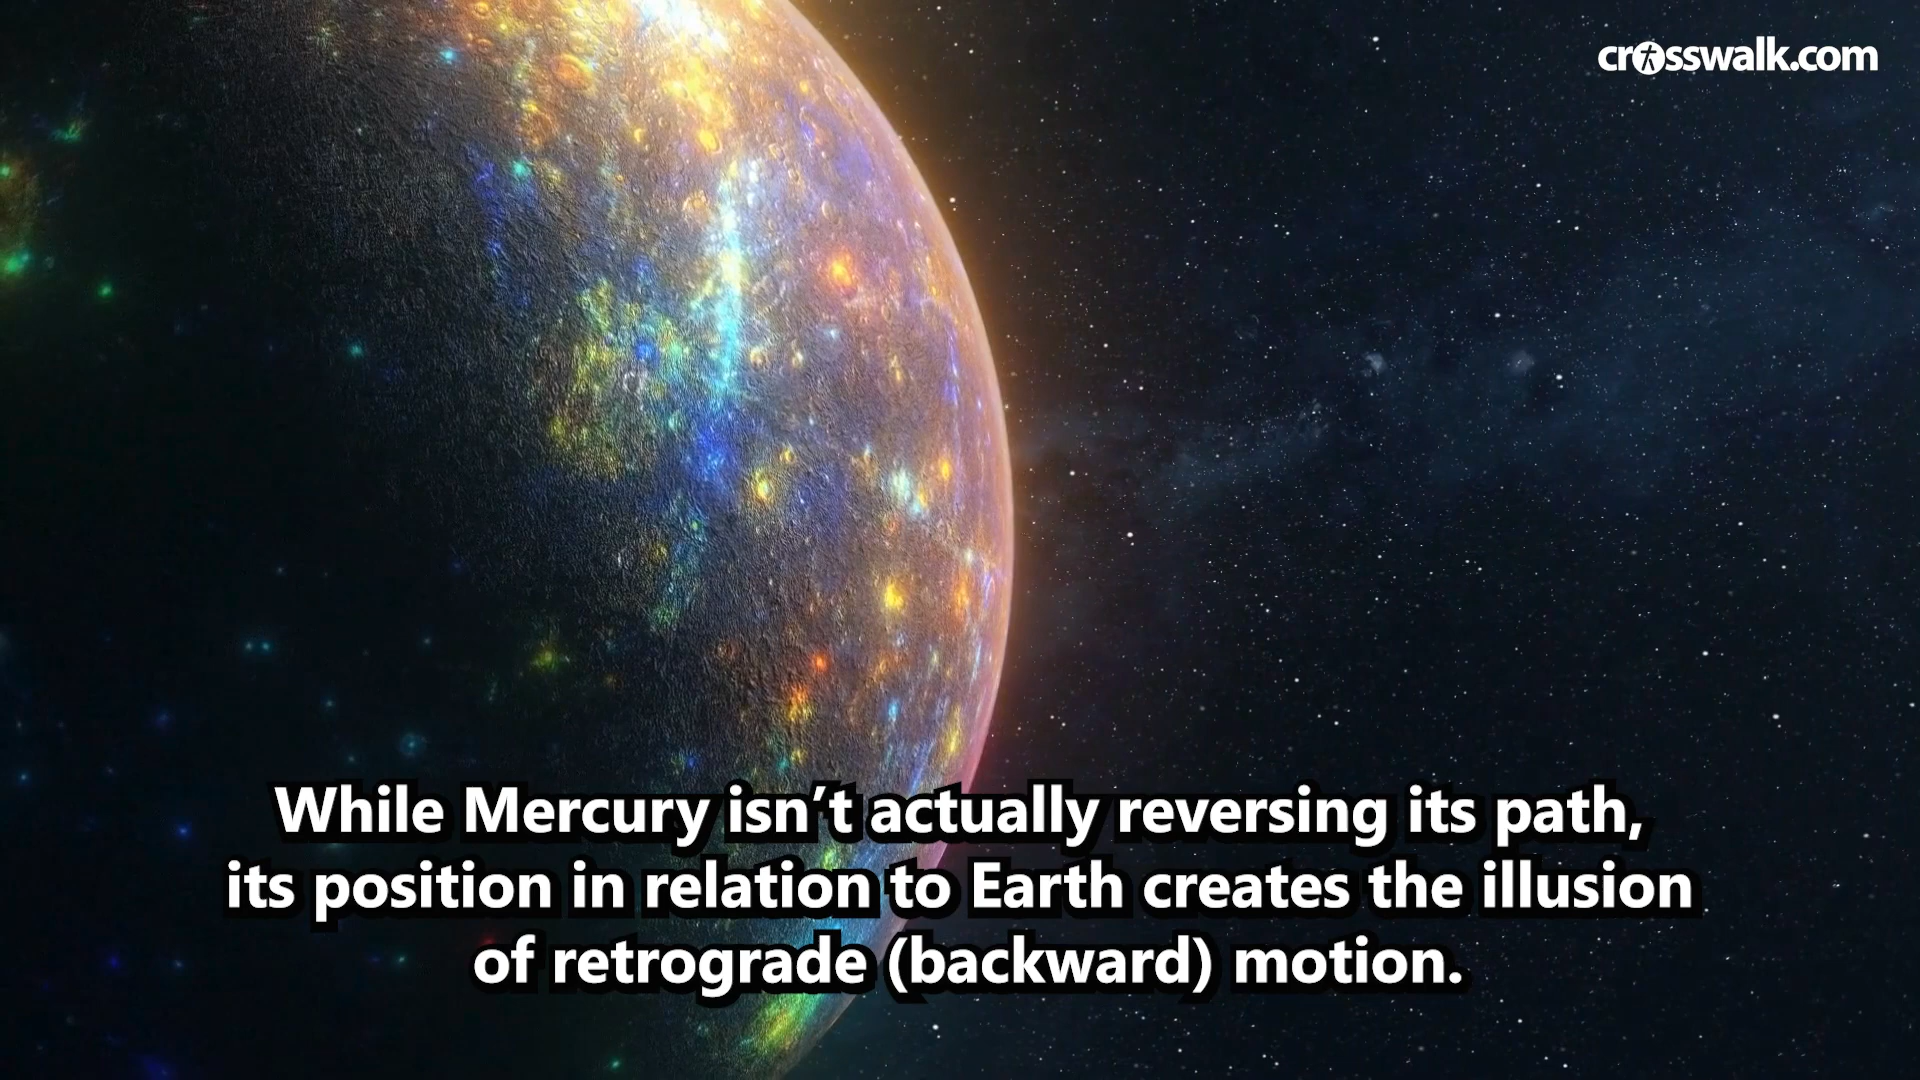 crosswalk.com
While Mercury isn’t actually reversing its path,
its position in relation to Earth creates the illusion
of retrograde (backward) motion.